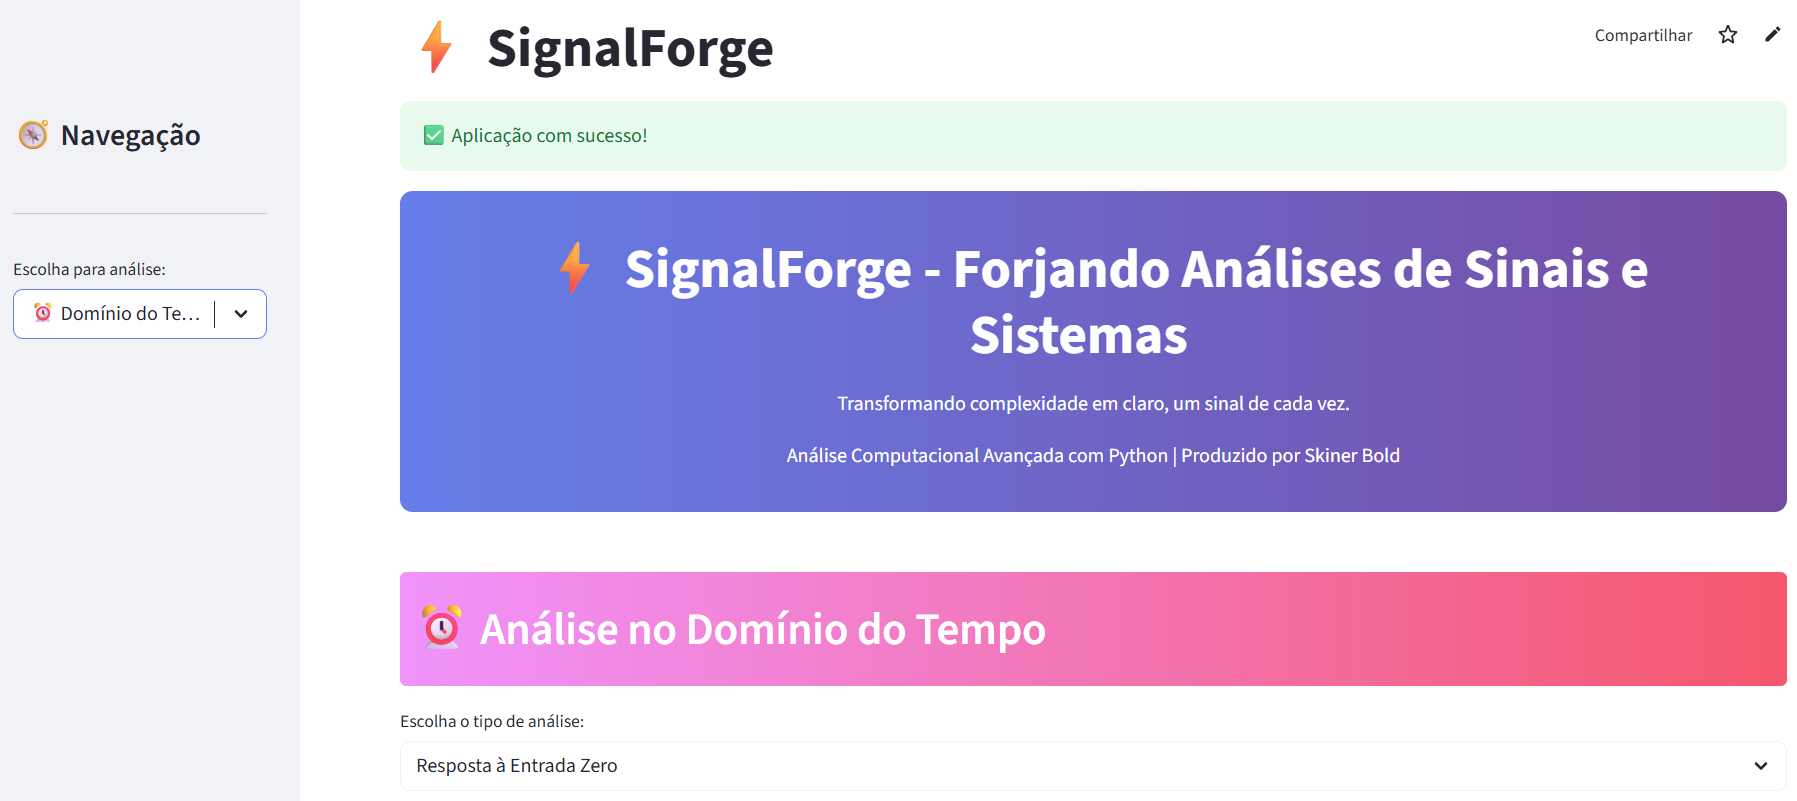 Navegação
Escolha para análise:
Domínio do Te...
SignalForge
Compartilhar
Aplicação com sucesso!
SignalForge - Forjando Análises de Sinais e
Sistemas
Transformando complexidade em claro, um sinal de cada vez.
Análise Computacional Avançada com Python | Produzido por Skiner Bold
Análise no Domínio do Tempo
Escolha o tipo de análise:
Resposta à Entrada Zero